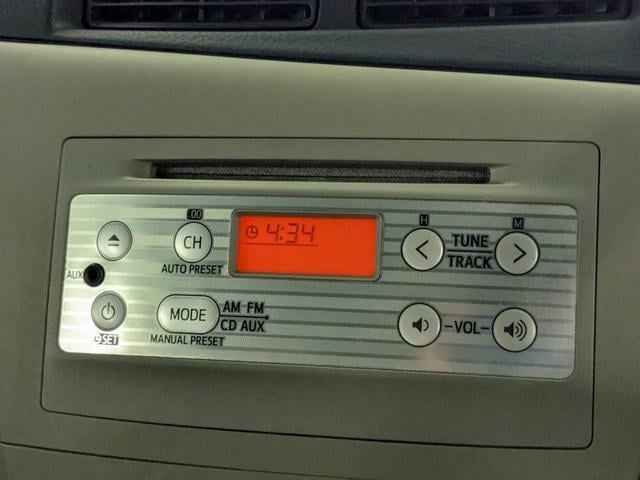 :00
H
M
4:34
CH
TUNE
TRACK
AUTO PRESET
AUX
MODE
AM FM
CD AUX
-VOL-
SET
MANUAL PRESET